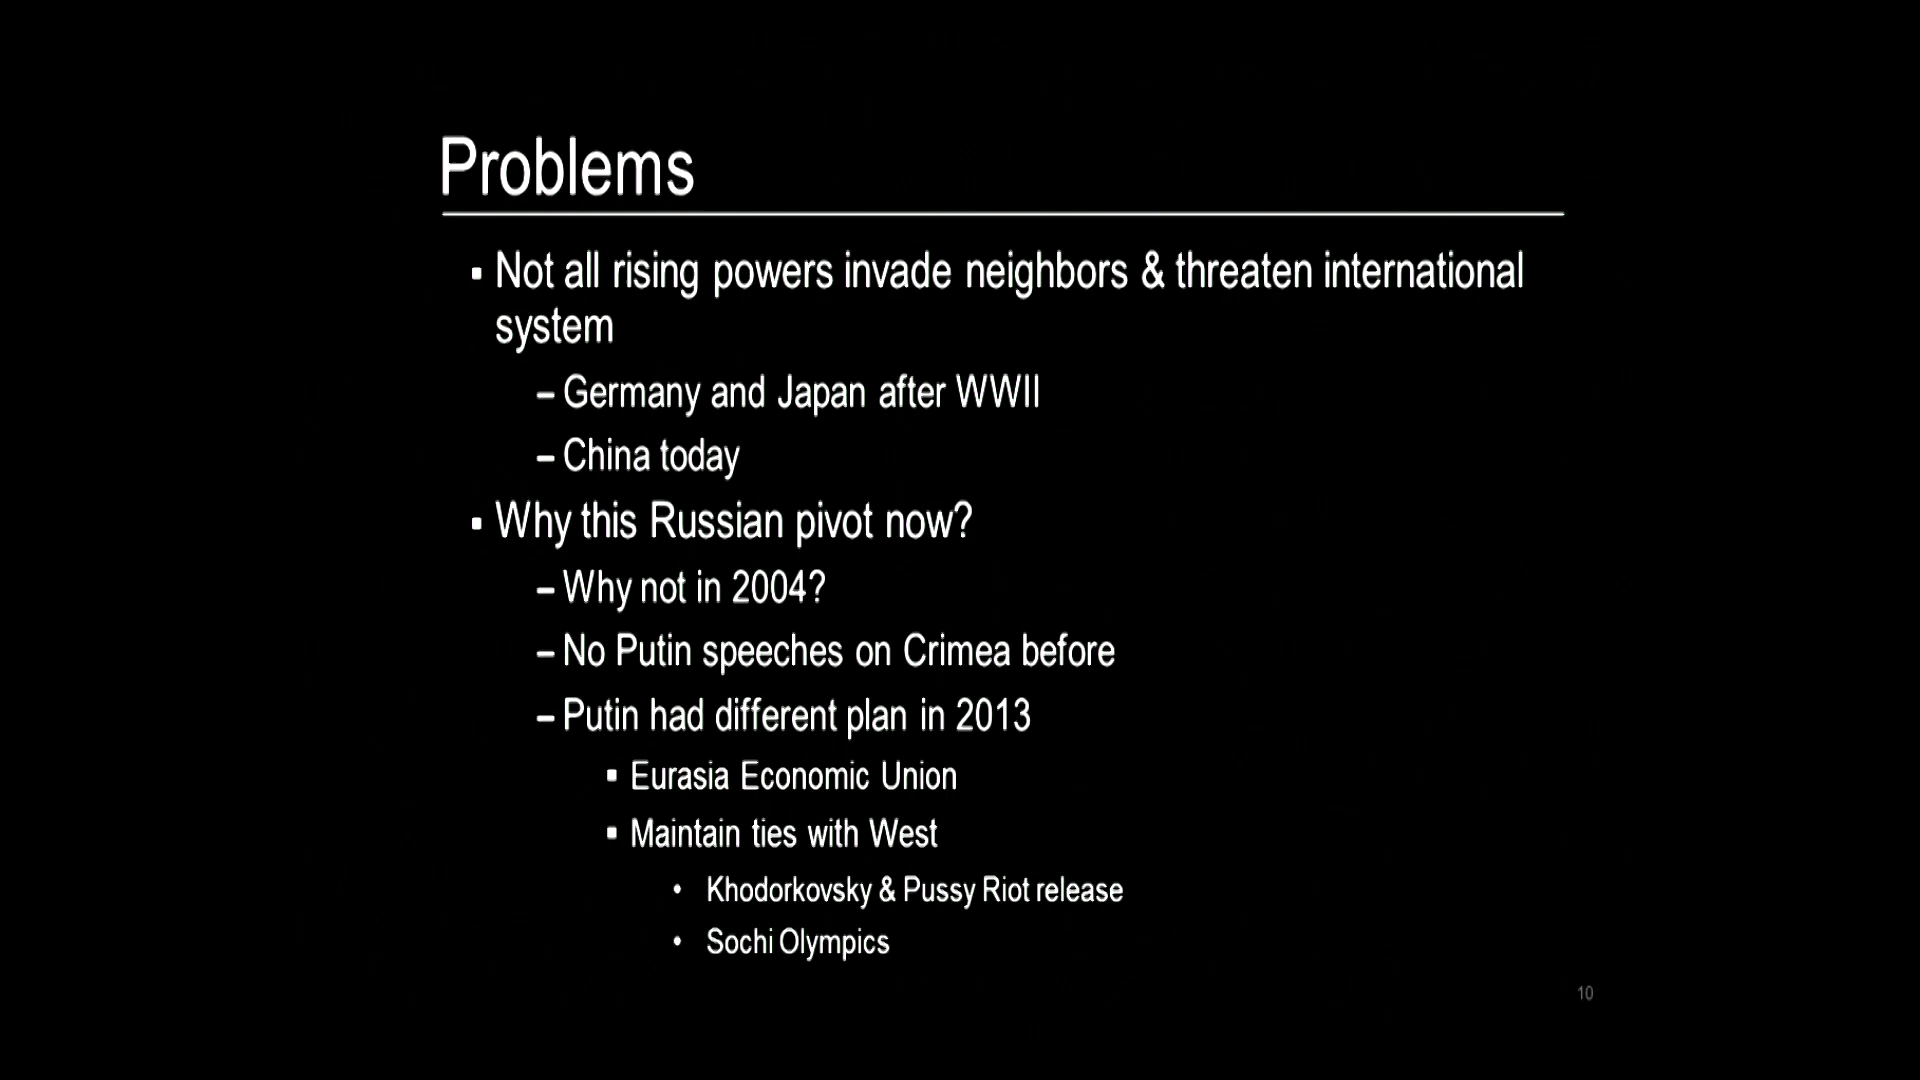 Problems
▪ Not all rising powers invade neighbors & threaten international
system
– Germany and Japan after WWII
– China today
▪ Why this Russian pivot now?
– Why not in 2004?
– No Putin speeches on Crimea before
– Putin had different plan in 2013
▪ Eurasia Economic Union
▪ Maintain ties with West
• Khodorkovsky & Pussy Riot release
• Sochi Olympics
10